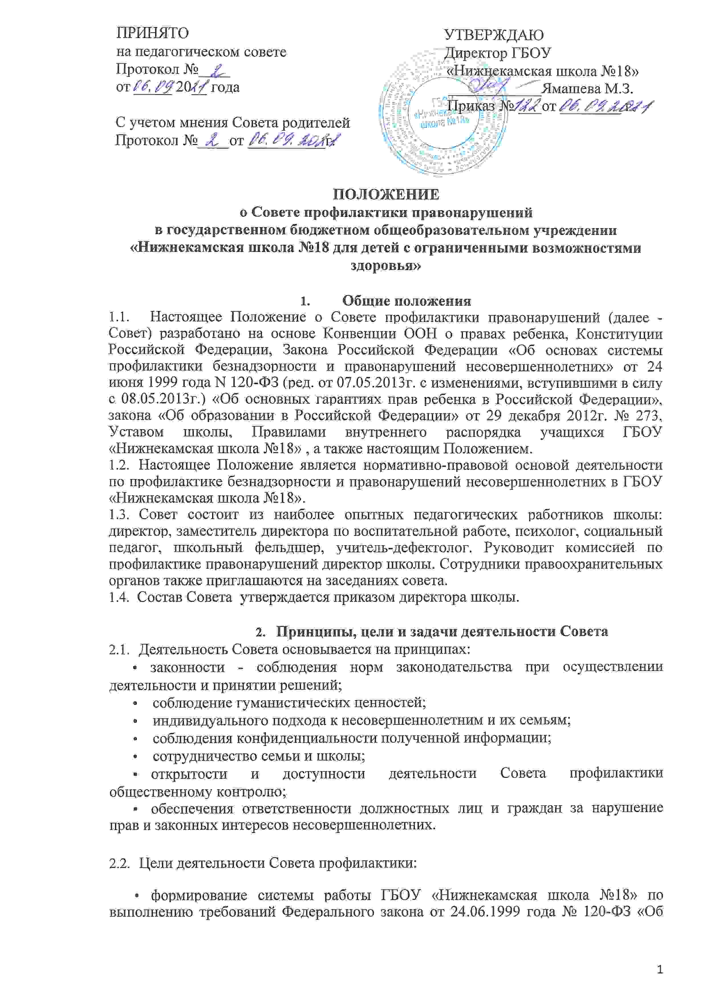 ПРИНЯТО
на педагогическом совете
Протокол № 2
от 06.09 2021 года
С учетом мнения Совета родителей
Протокол № 2 от 06.09.2021г.
УТВЕРЖДАЮ
Директор ГБОУ
«Нижнекамская школа №18»
Ямашева М.З.
Приказ №122 от 06.09.2021
школа №18»
ПОЛОЖЕНИЕ
о Совете профилактики правонарушений
в государственном бюджетном общеобразовательном учреждении
«Нижнекамская школа №18 для детей с ограниченными возможностями
здоровья»
1. Общие положения
1.1. Настоящее Положение о Совете профилактики правонарушений (далее -
Совет) разработано на основе Конвенции ООН о правах ребенка, Конституции
Российской Федерации, Закона Российской Федерации «Об основах системы
профилактики безнадзорности и правонарушений несовершеннолетних» от 24
июня 1999 года N 120-ФЗ (ред. от 07.05.2013г. с изменениями, вступившими в силу
с 08.05.2013г.) «Об основных гарантиях прав ребенка в Российской Федерации»,
закона «Об образовании в Российской Федерации» от 29 декабря 2012г. № 273,
Уставом школы, Правилами внутреннего распорядка учащихся ГБОУ
«Нижнекамская школа №18» , а также настоящим Положением.
1.2. Настоящее Положение является нормативно-правовой основой деятельности
по профилактике безнадзорности и правонарушений несовершеннолетних в ГБОУ
«Нижнекамская школа №18».
1.3. Совет состоит из наиболее опытных педагогических работников школы:
директор, заместитель директора по воспитательной работе, психолог, социальный
педагог, школьный фельдшер, учитель-дефектолог. Руководит комиссией по
профилактике правонарушений директор школы. Сотрудники правоохранительных
органов также приглашаются на заседаниях совета.
1.4. Состав Совета утверждается приказом директора школы.
2. Принципы, цели и задачи деятельности Совета
2.1. Деятельность Совета основывается на принципах:
• законности - соблюдения норм законодательства при осуществлении
деятельности и принятии решений;
• соблюдение гуманистических ценностей;
• индивидуального подхода к несовершеннолетним и их семьям;
• соблюдения конфиденциальности полученной информации;
• сотрудничество семьи и школы;
• открытости и доступности деятельности Совета профилактики
общественному контролю;
• обеспечения ответственности должностных лиц и граждан за нарушение
прав и законных интересов несовершеннолетних.
2.2. Цели деятельности Совета профилактики:
• формирование системы работы ГБОУ «Нижнекамская школа №18» по
выполнению требований Федерального закона от 24.06.1999 года № 120-ФЗ «Об
1